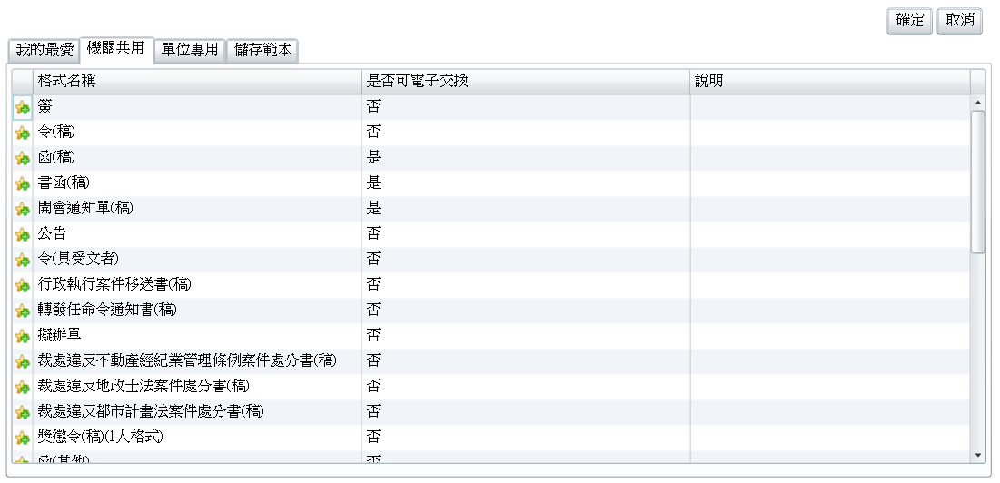 確定 取消
我的最愛 機關共用 單位專用 儲存範本
格式名稱 是否可電子交換 說明
簽 否
令(稿) 否
函(稿) 是
書函(稿) 是
開會通知單(稿) 是
公告 否
令(具受文者) 否
行政執行案件移送書(稿) 否
轉發任命令通知書(稿) 否
擬辦單 否
裁處違反不動產經紀業管理條例案件處分書(稿) 否
裁處違反地政士法案件處分書(稿) 否
裁處違反都市計畫法案件處分書(稿) 否
獎懲令(稿)(1人格式) 否
函(其他) 否